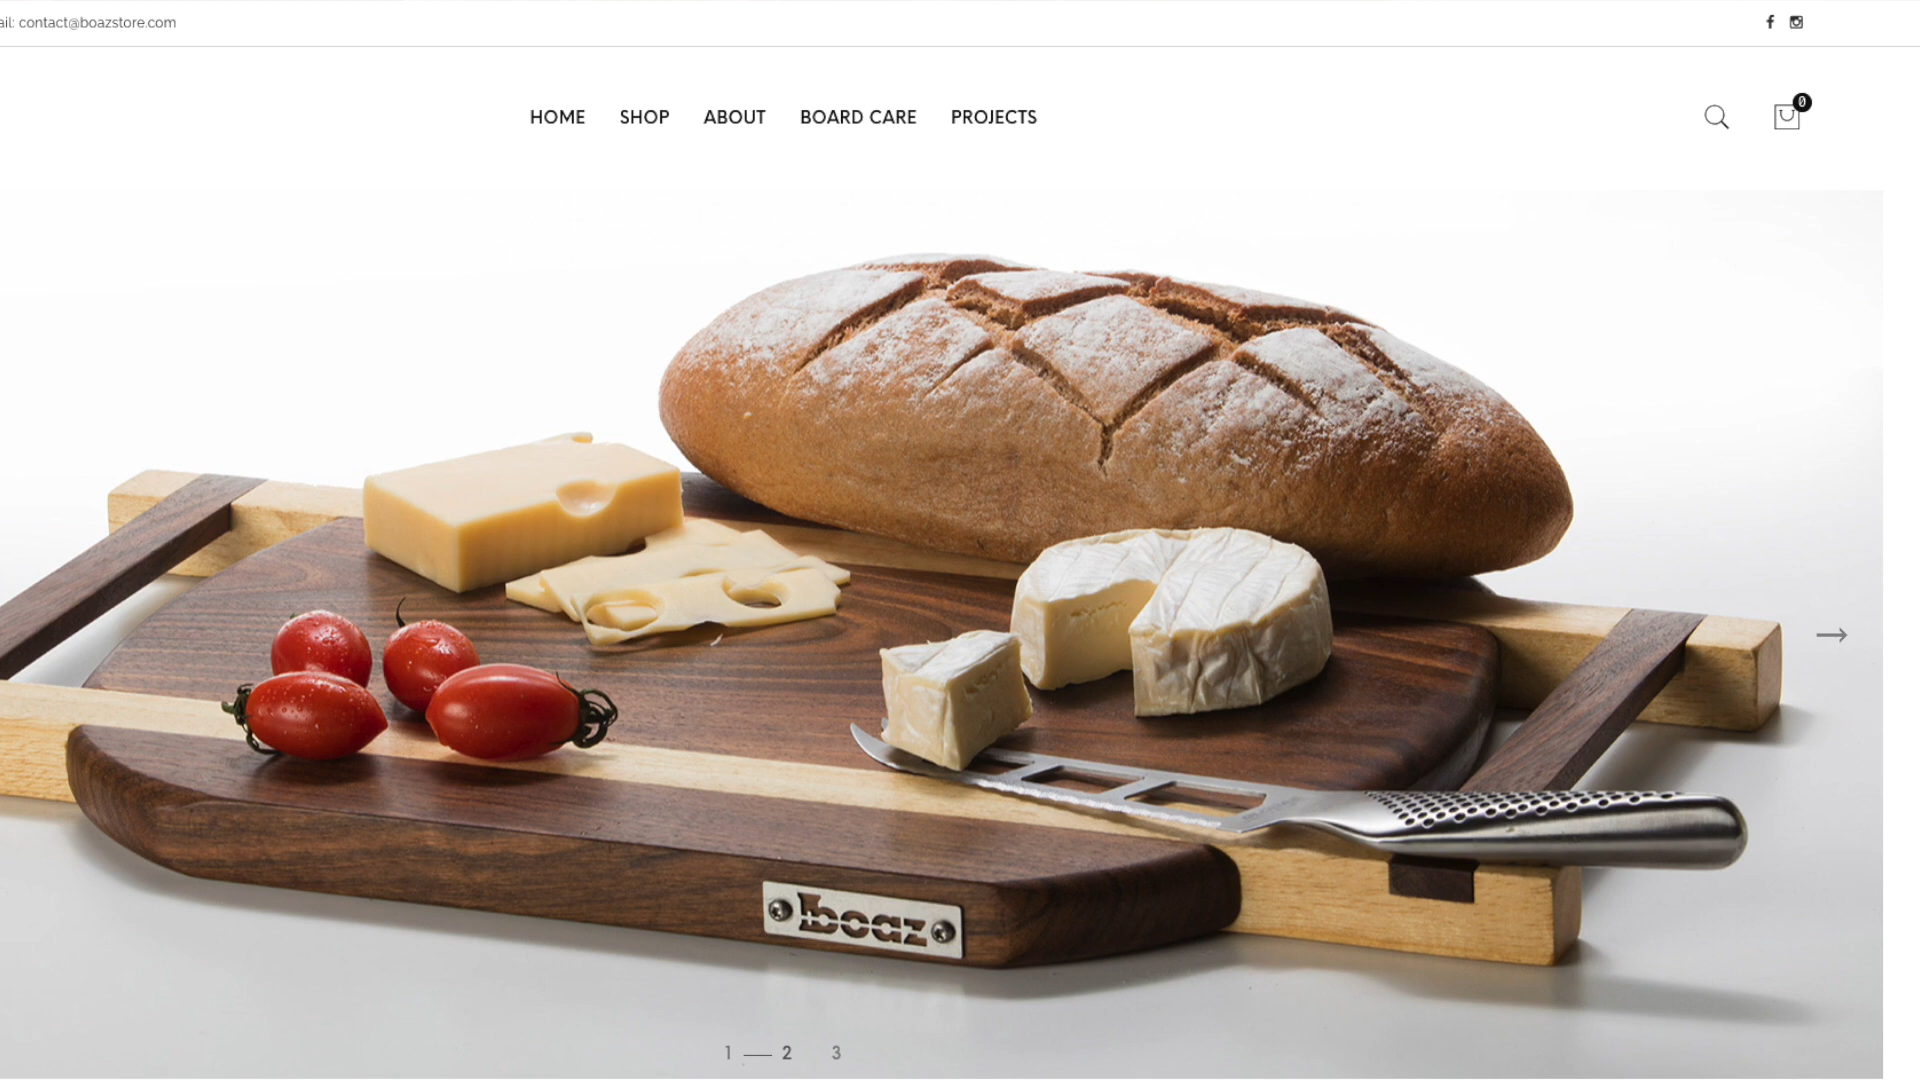 ail: contact@boazstore.com
HOME SHOP ABOUT BOARD CARE PROJECTS
0
boaz
1 2 3